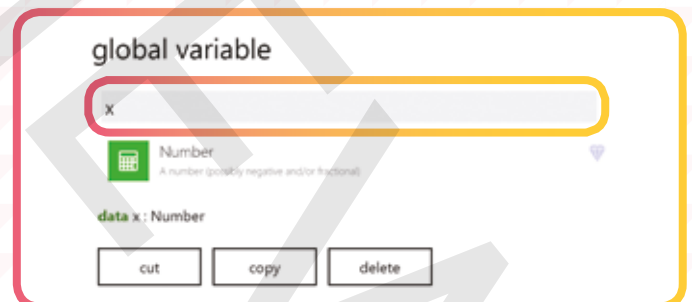 global variable
x
Number
A number (possibly negative and/or fractional)
data x : Number
cut copy delete